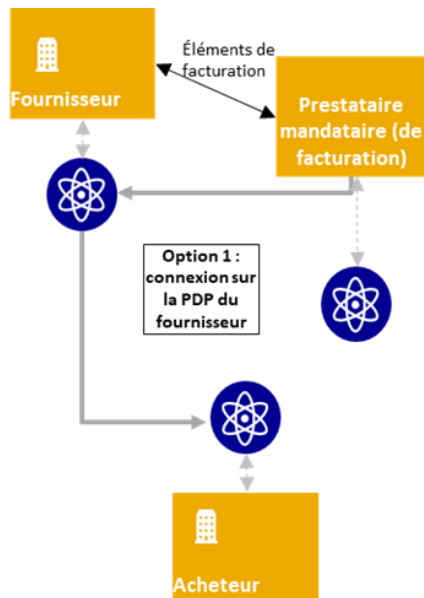 Éléments de
facturation
Fournisseur
Prestataire
mandataire (de
facturation)
Option 1 :
connexion sur
la PDP du
fournisseur
Acheteur